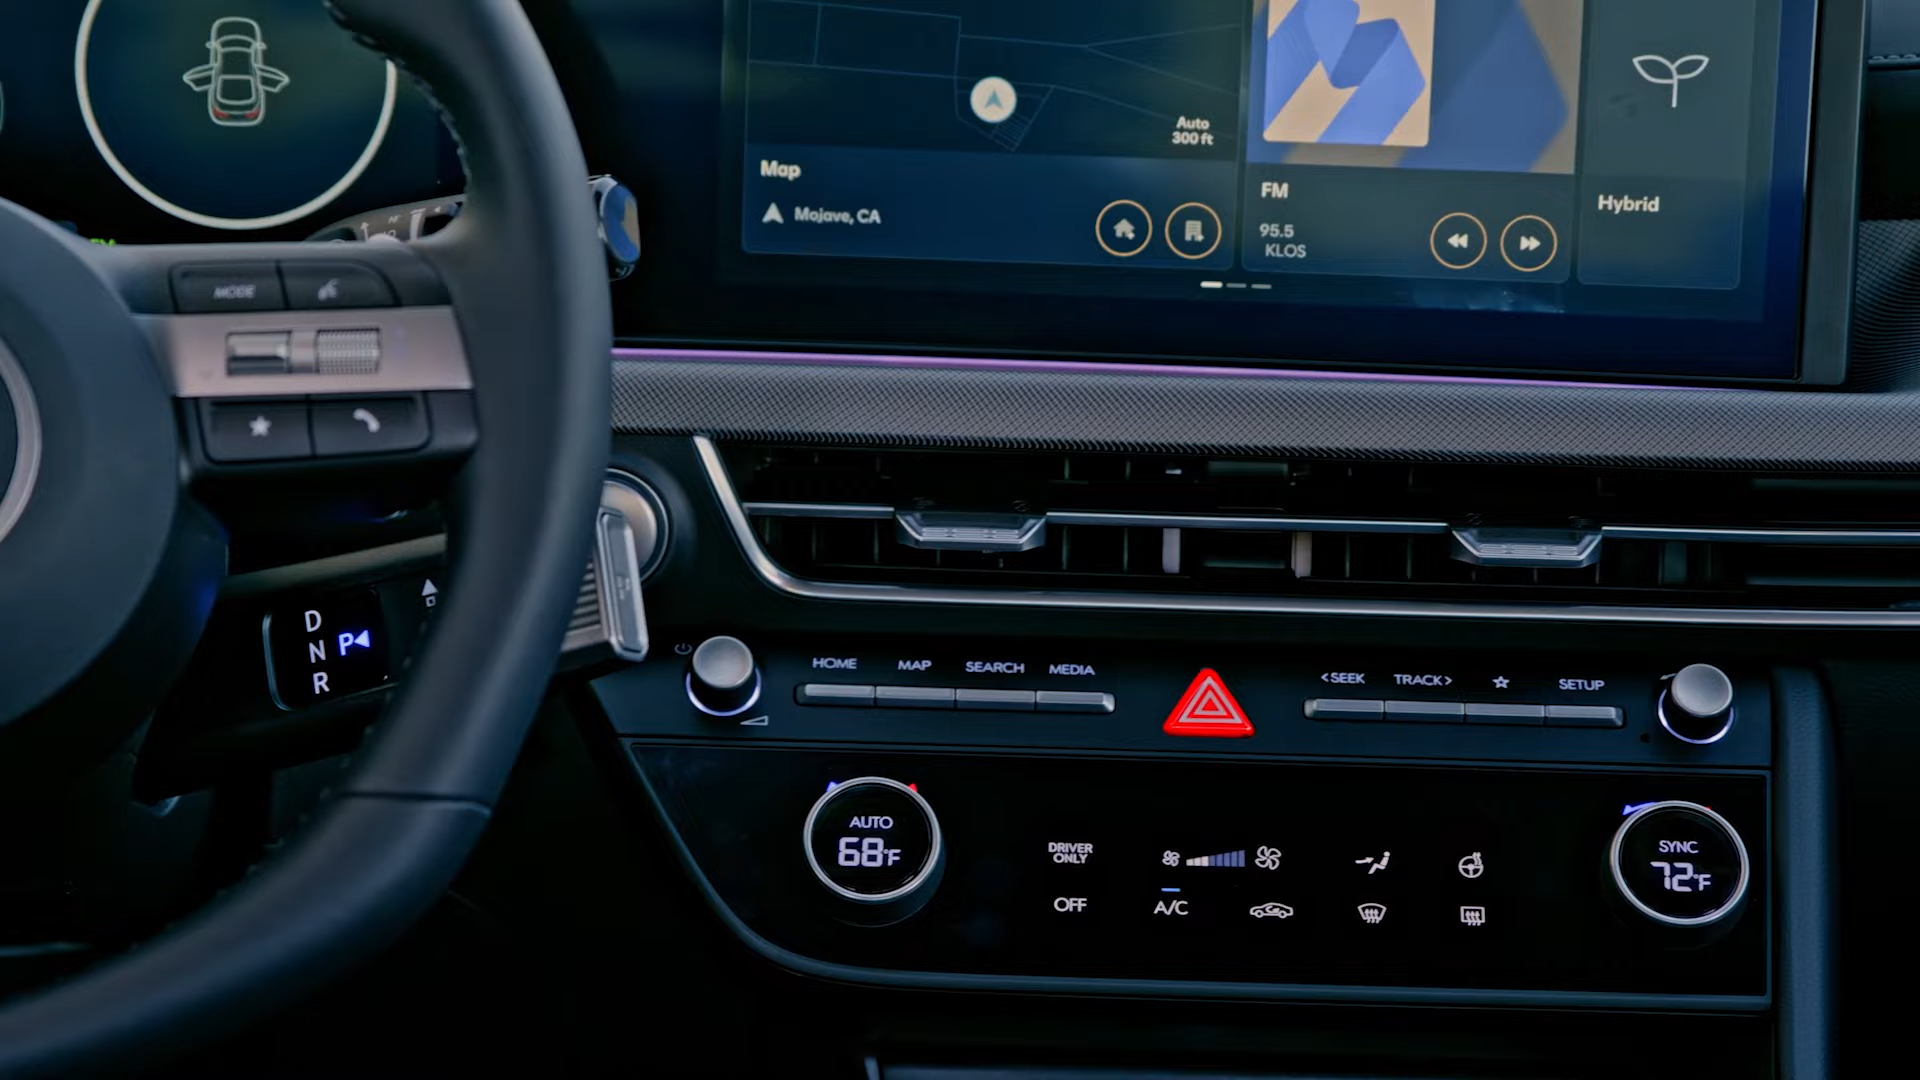 Auto
300 ft
Map
Mojave, CA
FM
95.5
KLOS
Hybrid
MODE
D
N
R
P
HOME
MAP
SEARCH
MEDIA
<SEEK
TRACK>
SETUP
AUTO
68°F
DRIVER
ONLY
OFF
A/C
SYNC
72°F